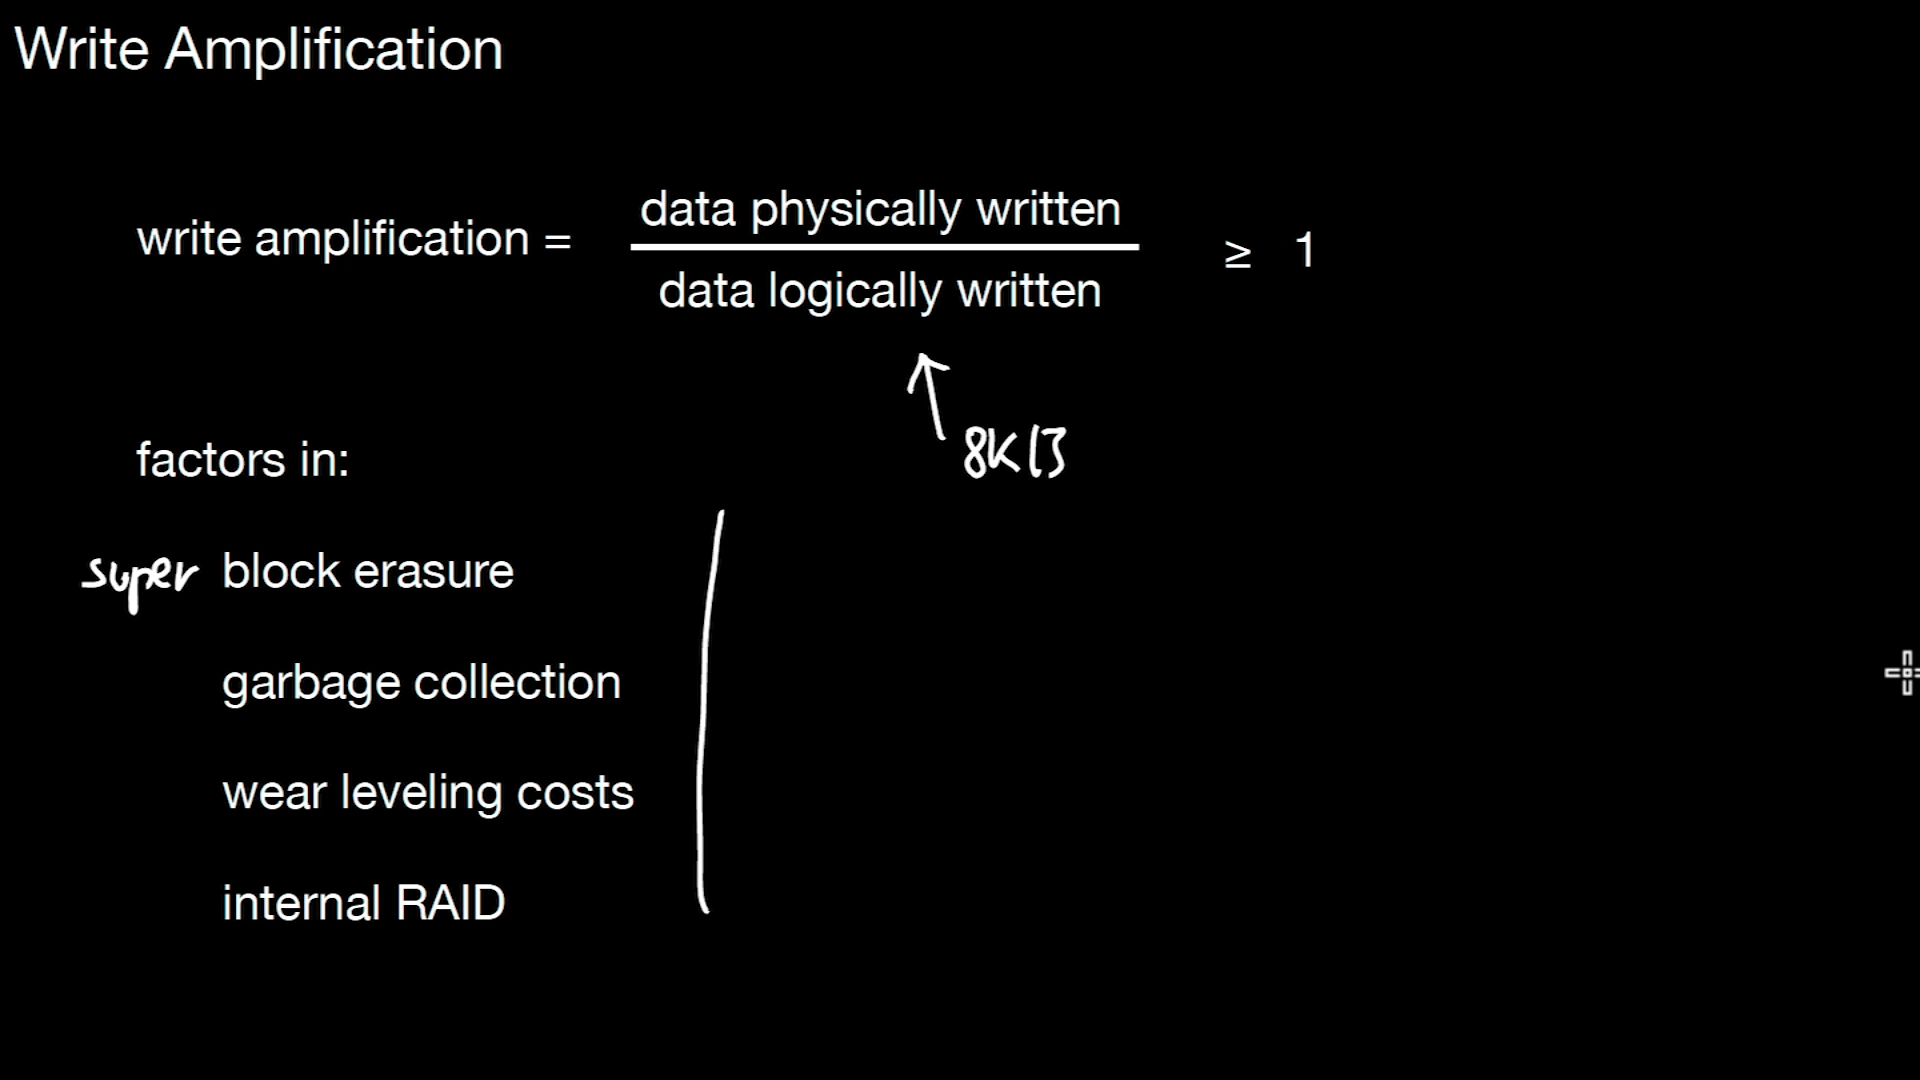 Write Amplification
write amplification = data physically written / data logically written ≥ 1
8KB
factors in:
super block erasure
garbage collection
wear leveling costs
internal RAID